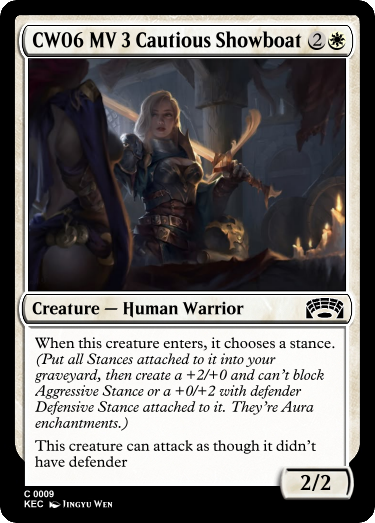 CW06 MV 3 Cautious Showboat 2
Creature — Human Warrior
When this creature enters, it chooses a stance.
(Put all Stances attached to it into your
graveyard, then create a +2/+0 and can't block
Aggressive Stance or a +0/+2 with defender
Defensive Stance attached to it. They're Aura
enchantments.)
This creature can attack as though it didn't
have defender
2/2
C 0009
KEC Jingyu Wen